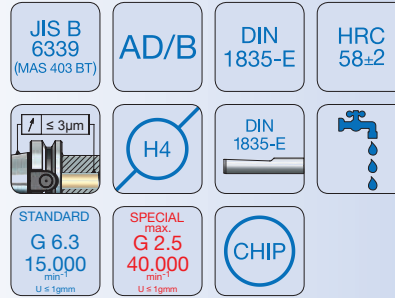 JIS B
6339
(MAS 403 BT)
AD/B
DIN
1835-E
HRC
58±2
≤ 3µm
H4
DIN
1835-E
STANDARD
G 6.3
15.000
min⁻¹
U ≤ 1gmm
SPECIAL
max.
G 2.5
40.000
min⁻¹
U ≤ 1gmm
CHIP